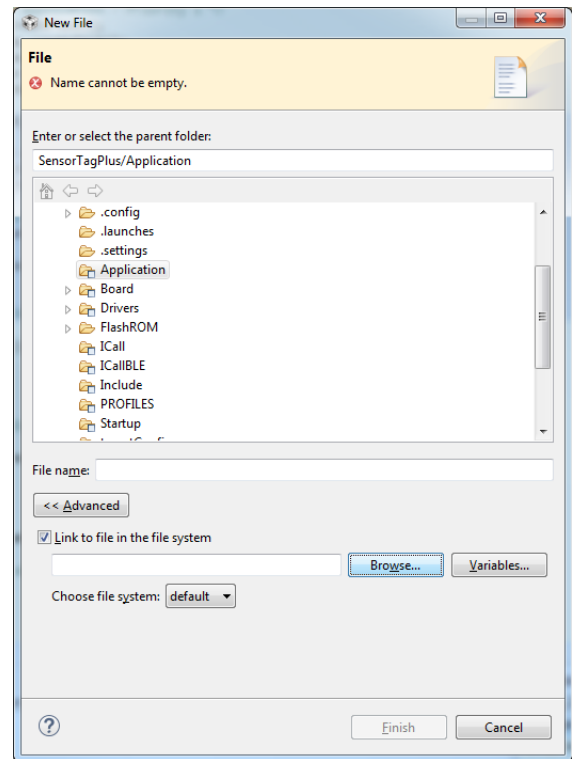 New File
File
Name cannot be empty.
Enter or select the parent folder:
SensorTagPlus/Application
.config
.launches
.settings
Application
Board
Drivers
FlashROM
ICall
ICallBLE
Include
PROFILES
Startup
File name:
<< Advanced
Link to file in the file system
Browse... Variables...
Choose file system: default
Finish Cancel